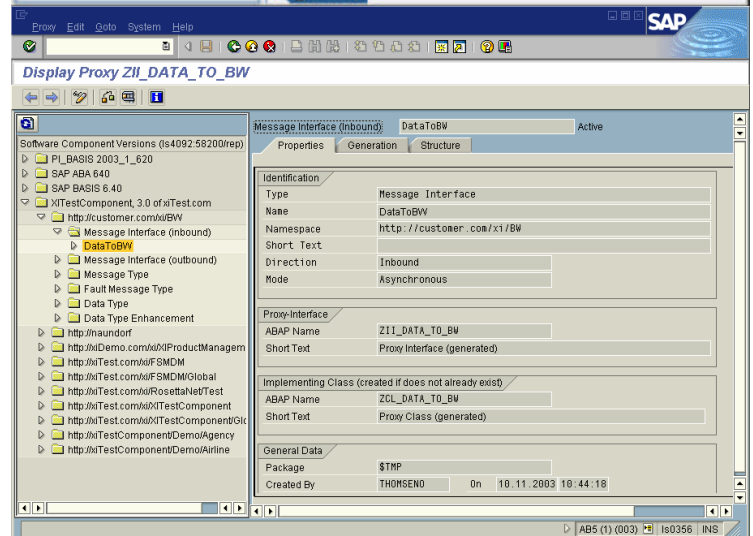 Proxy Edit Goto System Help
SAP
Display Proxy ZII_DATA_TO_BW
Software Component Versions (ls4092:58200/rep)
PI_BASIS 2003_1_620
SAP ABA 640
SAP BASIS 6.40
XITestComponent, 3.0 of xiTest.com
http://customer.com/xi/BW
Message Interface (inbound)
DataToBW
Message Interface (outbound)
Message Type
Fault Message Type
Data Type
Data Type Enhancement
http://naundorf
http://xiDemo.com/xi/XIProductManagem
http://xiTest.com/xi/FSMDM
http://xiTest.com/xi/FSMDM/Global
http://xiTest.com/xi/RosettaNet/Test
http://xiTest.com/xi/XITestComponent
http://xiTest.com/xi/XITestComponent/Glc
http://xiTestComponent/Demo/Agency
http://xiTestComponent/Demo/Airline
Message Interface (Inbound) DataToBW Active
Properties Generation Structure
Identification
Type Message Interface
Name DataToBW
Namespace http://customer.com/xi/BW
Short Text
Direction Inbound
Mode Asynchronous
Proxy-Interface
ABAP Name ZII_DATA_TO_BW
Short Text Proxy Interface (generated)
Implementing Class (created if does not already exist)
ABAP Name ZCL_DATA_TO_BW
Short Text Proxy Class (generated)
General Data
Package $TMP
Created By THOMSENO On 10.11.2003 10:44:18
AB5 (1) (003) ls0356 INS